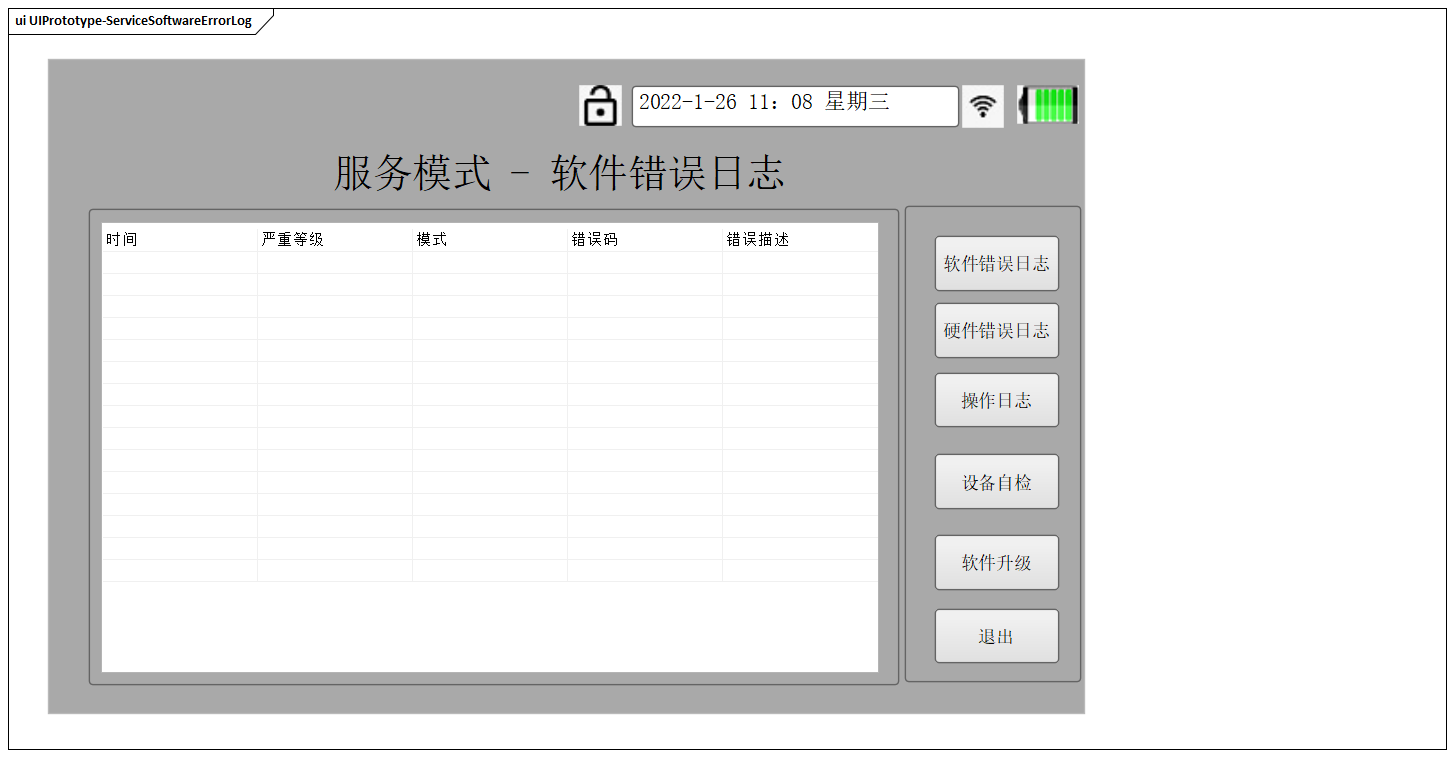 ui UIPrototype-ServiceSoftwareErrorLog
2022-1-26 11：08 星期三
服务模式 - 软件错误日志
时间 严重等级 模式 错误码 错误描述
软件错误日志
硬件错误日志
操作日志
设备自检
软件升级
退出